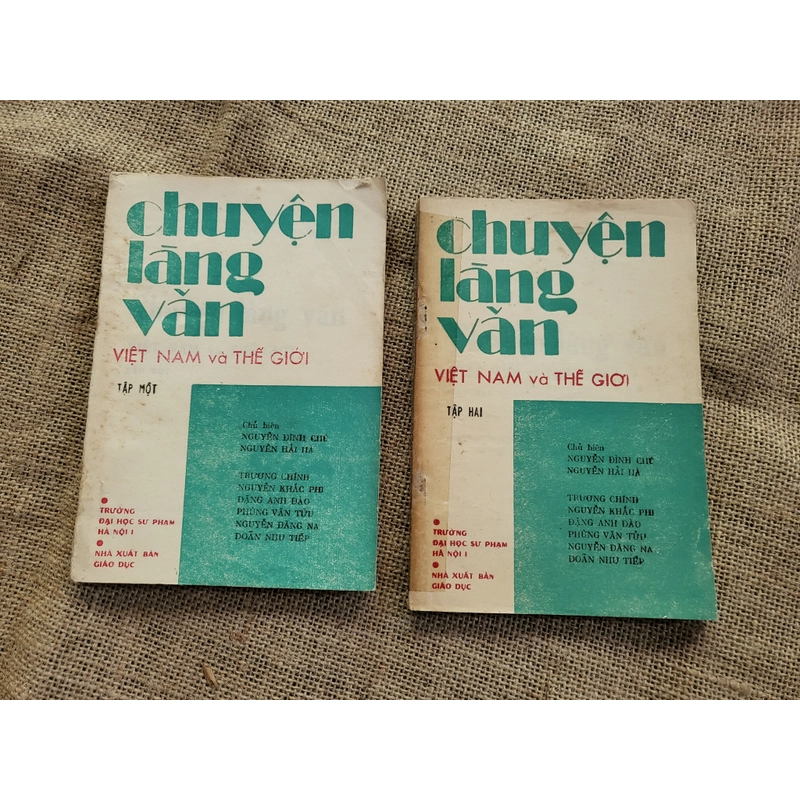 chuyện
làng
văn
VIỆT NAM và THẾ GIỚI
TẬP MỘT
Chủ biên
NGUYỄN ĐÌNH CHÚ
NGUYỄN HẢI HÀ
TRƯƠNG CHÍNH
NGUYỄN KHẮC PHI
ĐẶNG ANH ĐÀO
PHÙNG VĂN TỬU
NGUYỄN ĐĂNG NA
ĐOÀN NHƯ TIẾP
TRƯỜNG
ĐẠI HỌC SƯ PHẠM
HÀ NỘI I
NHÀ XUẤT BẢN
GIÁO DỤC
chuyện
làng
văn
VIỆT NAM và THẾ GIỚI
TẬP HAI
Chủ biên
NGUYỄN ĐÌNH CHÚ
NGUYỄN HẢI HÀ
TRƯƠNG CHÍNH
NGUYỄN KHẮC PHI
ĐẶNG ANH ĐÀO
PHÙNG VĂN TỬU
NGUYỄN ĐĂNG NA
ĐOÀN NHƯ TIẾP
TRƯỜNG
ĐẠI HỌC SƯ PHẠM
HÀ NỘI I
NHÀ XUẤT BẢN
GIÁO DỤC